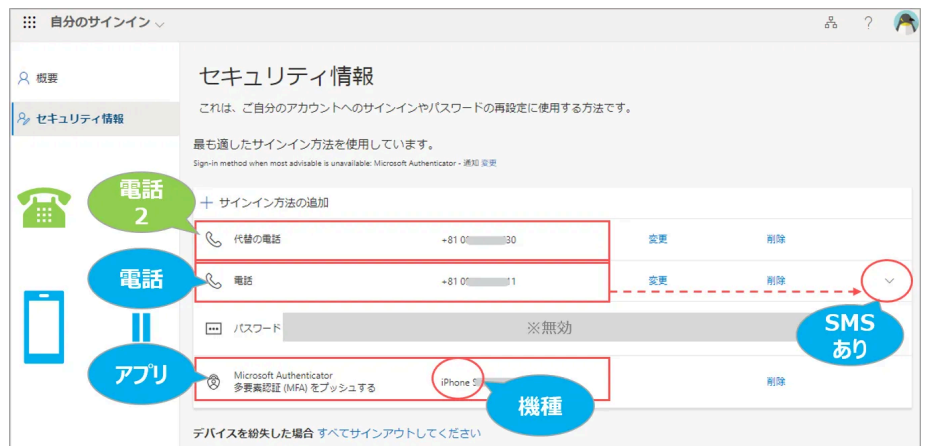 自分のサインイン
?
概要
セキュリティ情報
セキュリティ情報
これは、ご自分のアカウントへのサインインやパスワードの再設定に使用する方法です。
最も適したサインイン方法を使用しています。
Sign-in method when most advisable is unavailable: Microsoft Authenticator - 通知 変更
電話
2
+ サインイン方法の追加
代替の電話 +81 0 30 変更 削除
電話
電話 +81 0 11 変更 削除
パスワード ※無効
SMS
あり
アプリ
Microsoft Authenticator
多要素認証 (MFA) をプッシュする
iPhone 削除
機種
デバイスを紛失した場合 すべてサインアウトしてください